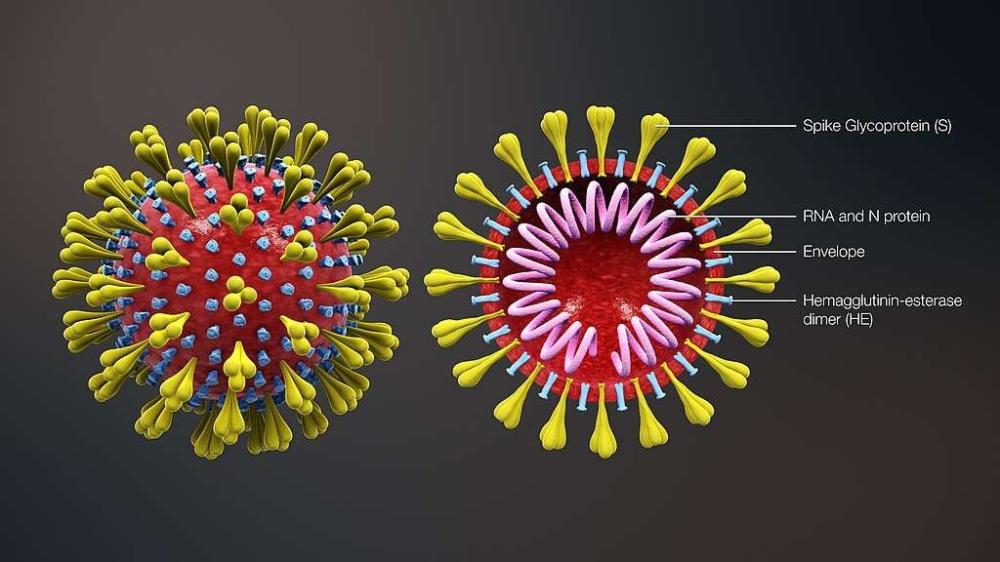 Spike Glycoprotein (S)
RNA and N protein
Envelope
Hemagglutinin-esterase
dimer (HE)